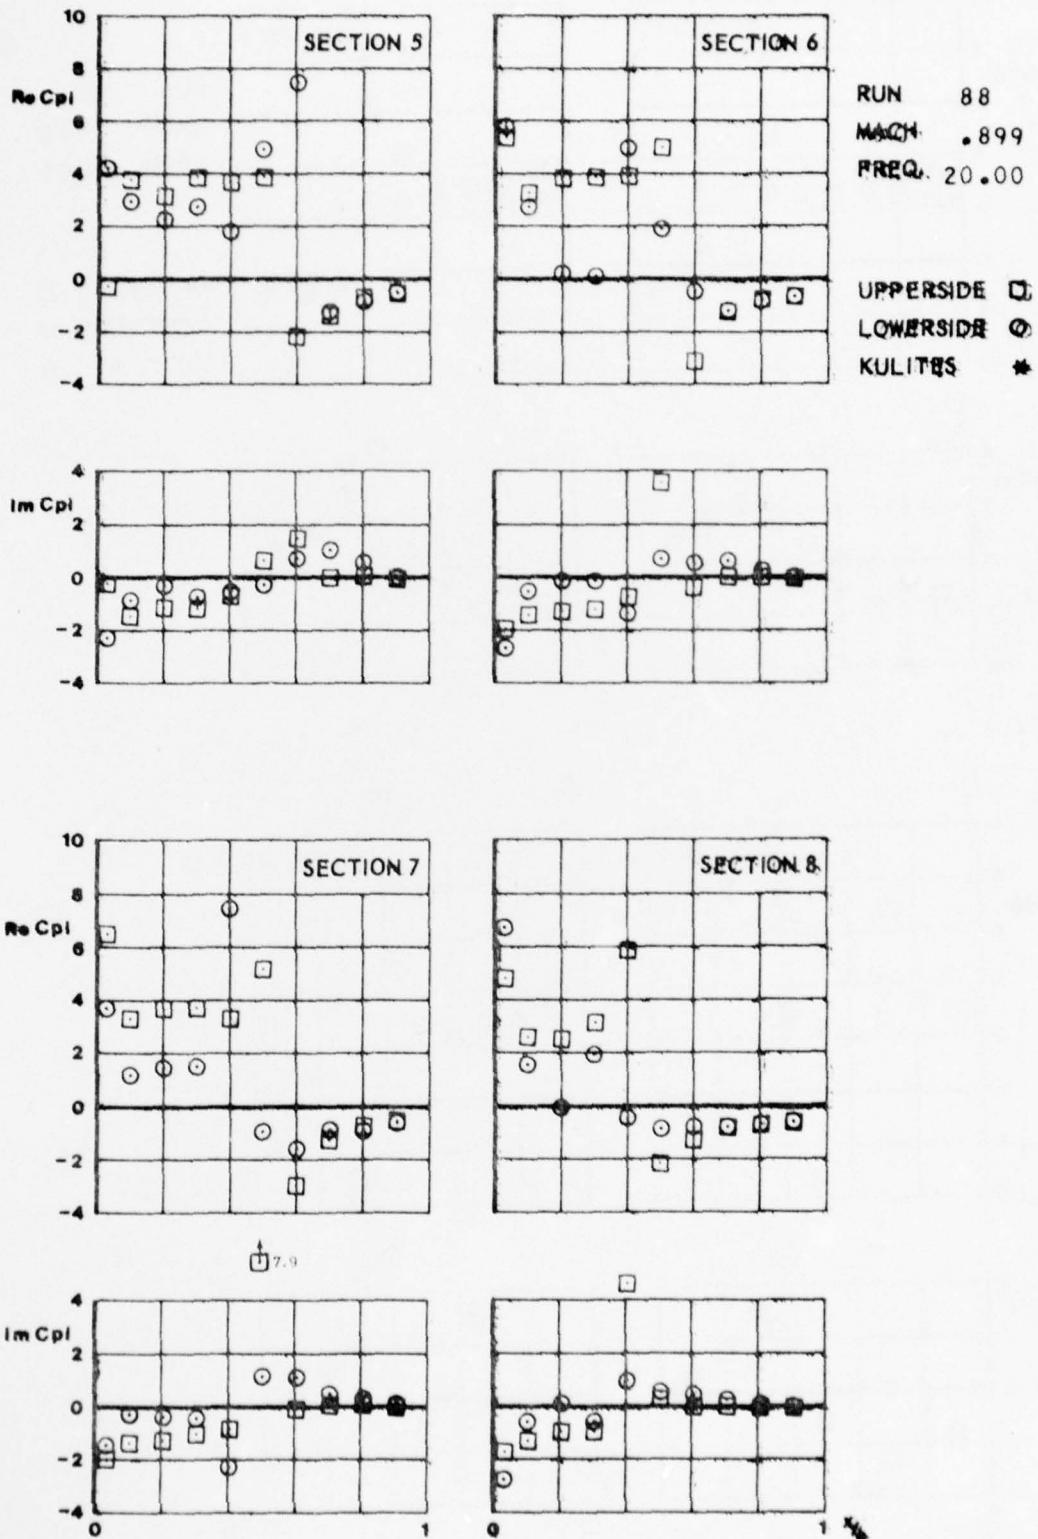 10
SECTION 5
SECTION 6
8
Re Cpi
6
4
2
0
-2
-4
RUN 88
MACH .899
FREQ. 20.00
UPPERSIDE
LOWERSIDE
KULITES
4
Im Cpi
2
0
-2
-4
10
SECTION 7
SECTION 8
8
Re Cpi
6
4
2
0
-2
-4
7.9
4
Im Cpi
2
0
-2
-4
0 1
0 1